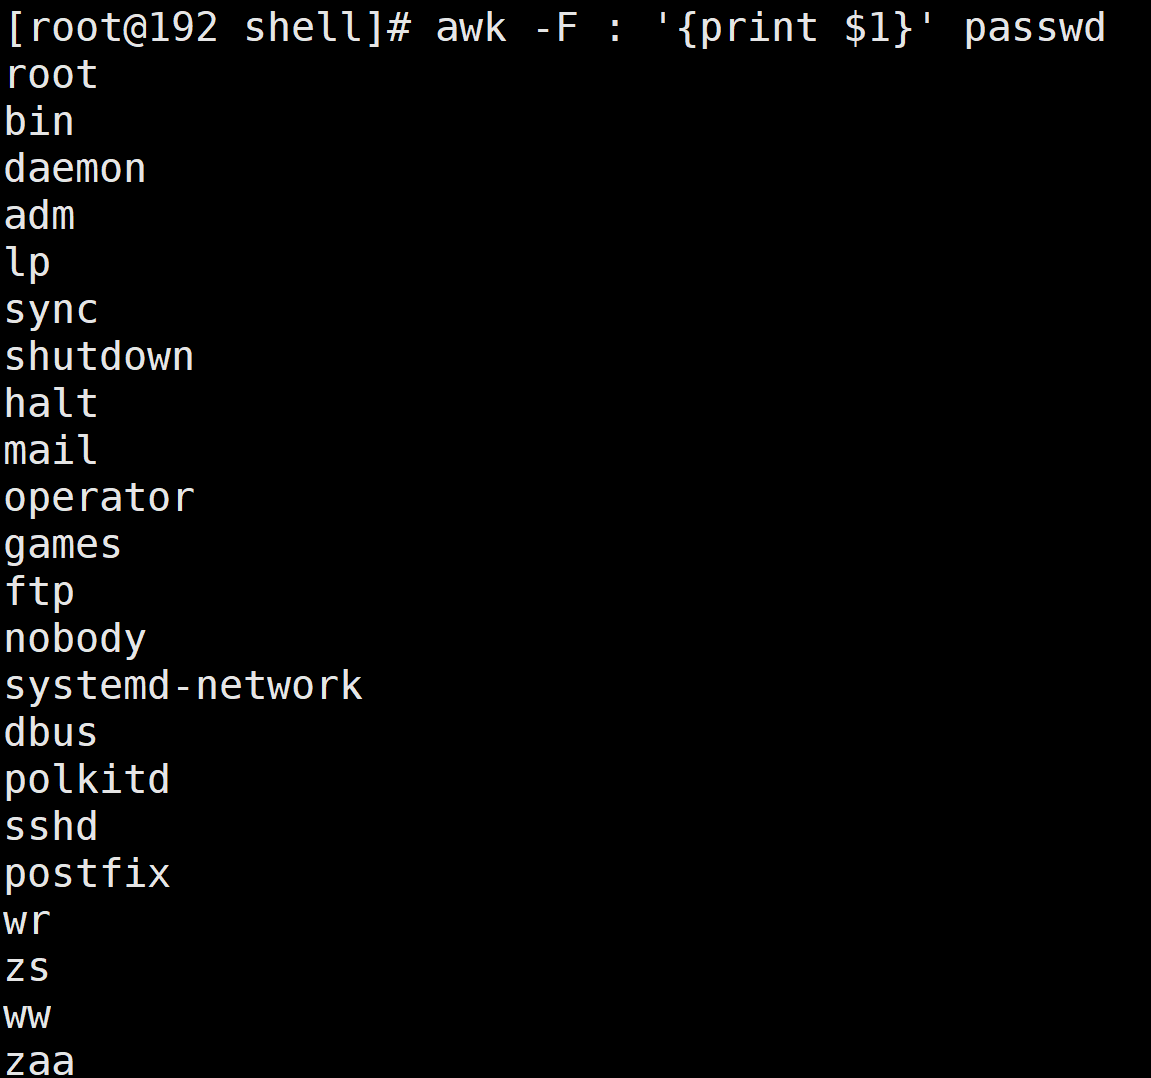 [root@192 shell]# awk -F : '{print $1}' passwd
root
bin
daemon
adm
lp
sync
shutdown
halt
mail
operator
games
ftp
nobody
systemd-network
dbus
polkitd
sshd
postfix
wr
zs
ww
zaa